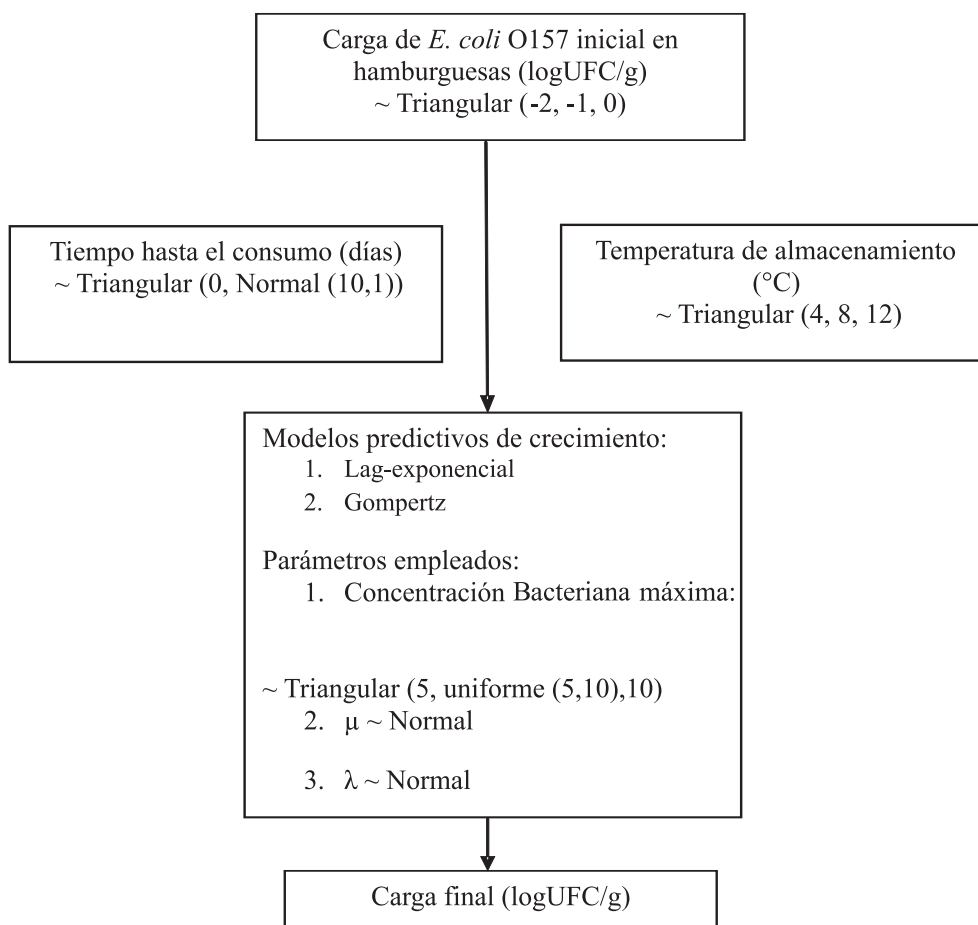 Carga de E. coli O157 inicial en
hamburguesas (logUFC/g)
~ Triangular (-2, -1, 0)
Tiempo hasta el consumo (días)
~ Triangular (0, Normal (10,1))
Temperatura de almacenamiento
(°C)
~ Triangular (4, 8, 12)
Modelos predictivos de crecimiento:
1. Lag-exponencial
2. Gompertz
Parámetros empleados:
1. Concentración Bacteriana máxima:
~ Triangular (5, uniforme (5,10),10)
2. µ ~ Normal
3. λ ~ Normal
Carga final (logUFC/g)